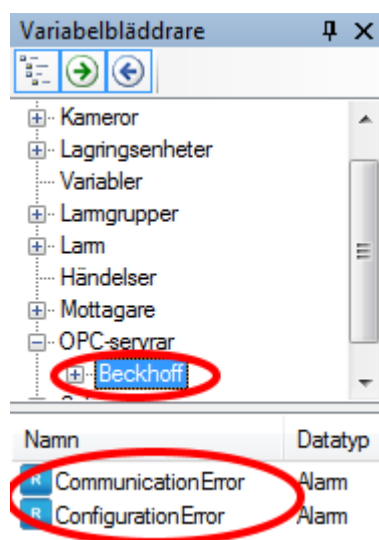 Variabelbläddrare
Kameror
Lagringsenheter
Variabler
Larmgrupper
Larm
Händelser
Mottagare
OPC-servrar
Beckhoff
Namn Datatyp
R CommunicationError Alarm
R ConfigurationError Alarm